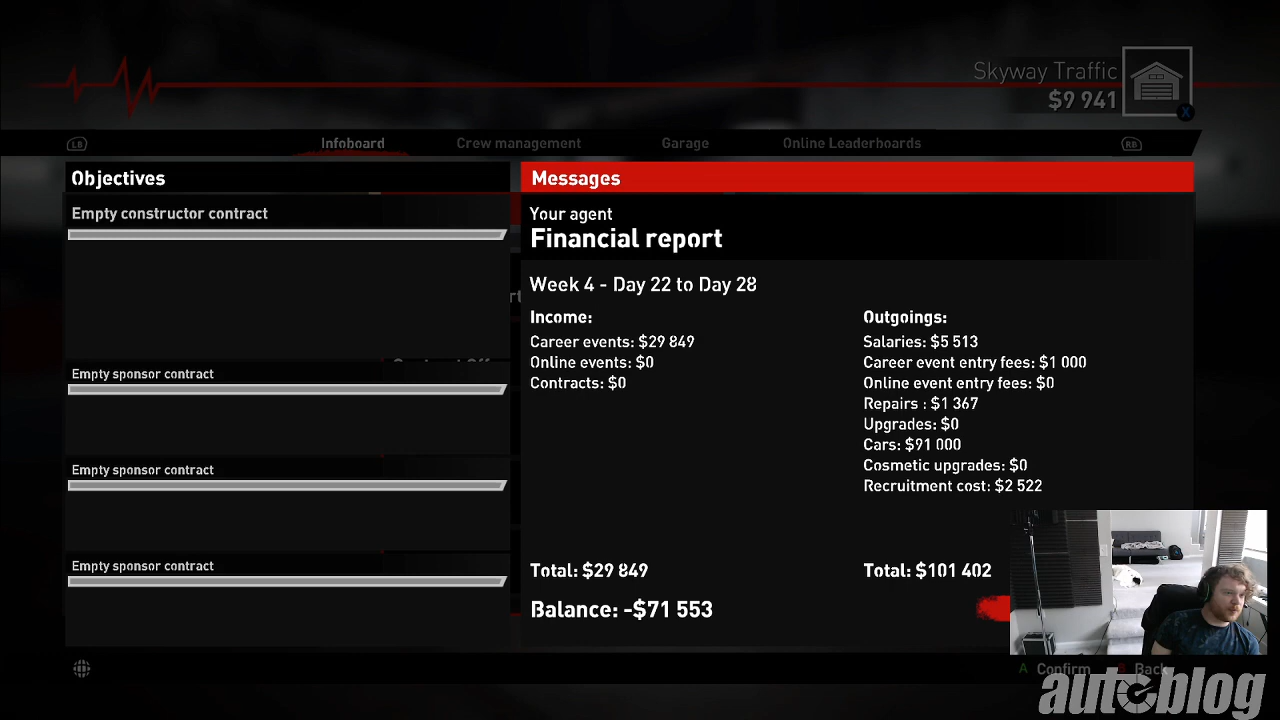 Skyway Traffic
$9 941
X
LB
Infoboard
Crew management
Garage
Online Leaderboards
RB
Objectives
Empty constructor contract
Empty sponsor contract
Empty sponsor contract
Empty sponsor contract
Messages
Your agent
Financial report
Week 4 - Day 22 to Day 28
Income:
Career events: $29 849
Online events: $0
Contracts: $0
Total: $29 849
Balance: -$71 553
Outgoings:
Salaries: $5 513
Career event entry fees: $1 000
Online event entry fees: $0
Repairs : $1 367
Upgrades: $0
Cars: $91 000
Cosmetic upgrades: $0
Recruitment cost: $2 522
Total: $101 402
A Confirm
B Back
autoblog